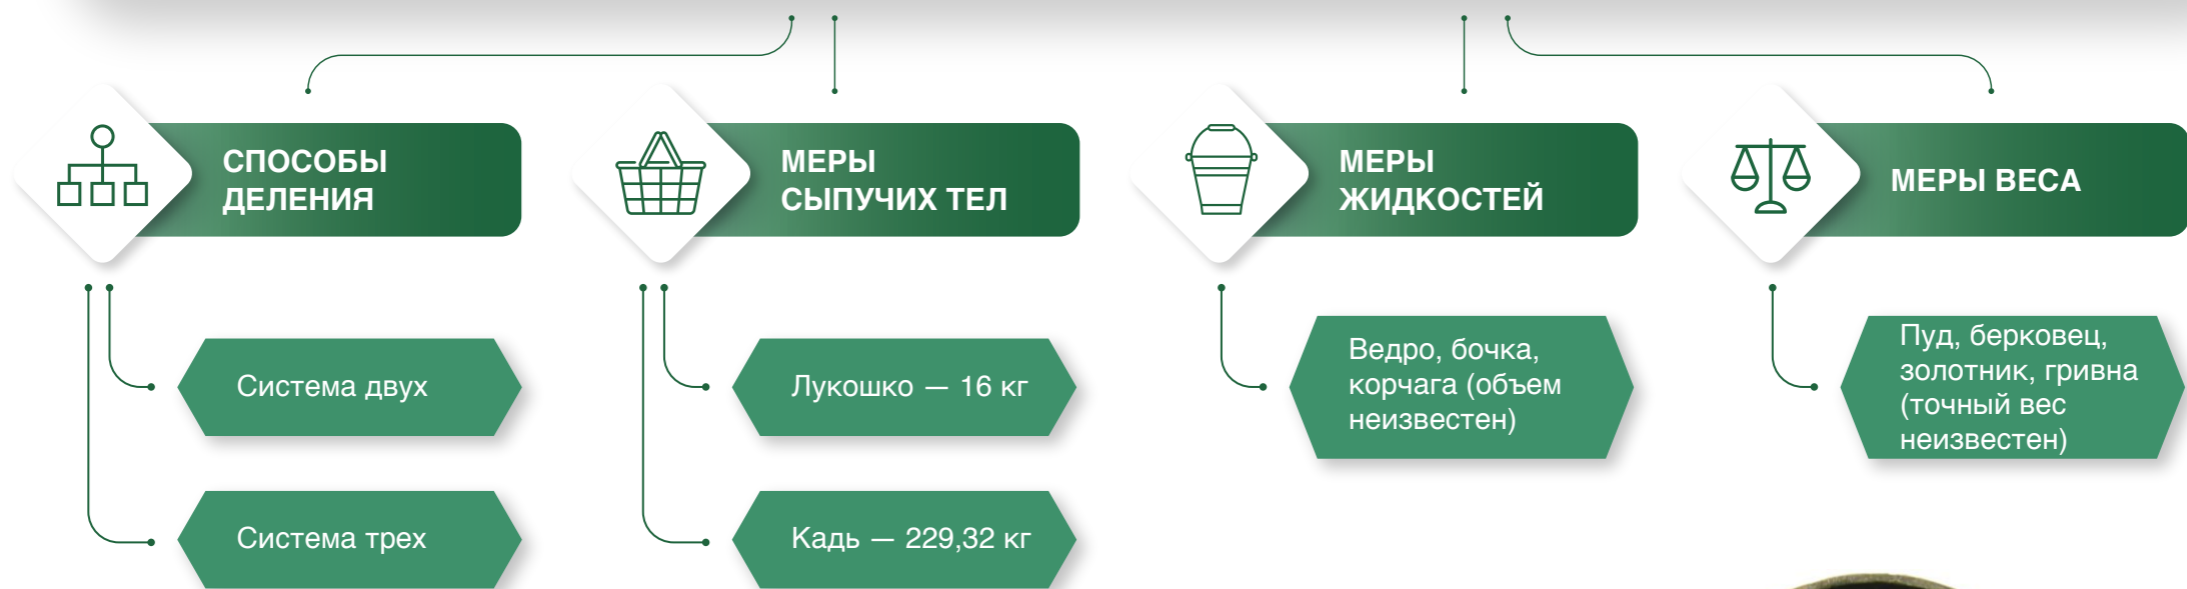 СПОСОБЫ
ДЕЛЕНИЯ
Система двух
Система трех
МЕРЫ
СЫПУЧИХ ТЕЛ
Лукошко — 16 кг
Кадь — 229,32 кг
МЕРЫ
ЖИДКОСТЕЙ
Ведро, бочка,
корчага (объем
неизвестен)
МЕРЫ ВЕСА
Пуд, берковец,
золотник, гривна
(точный вес
неизвестен)